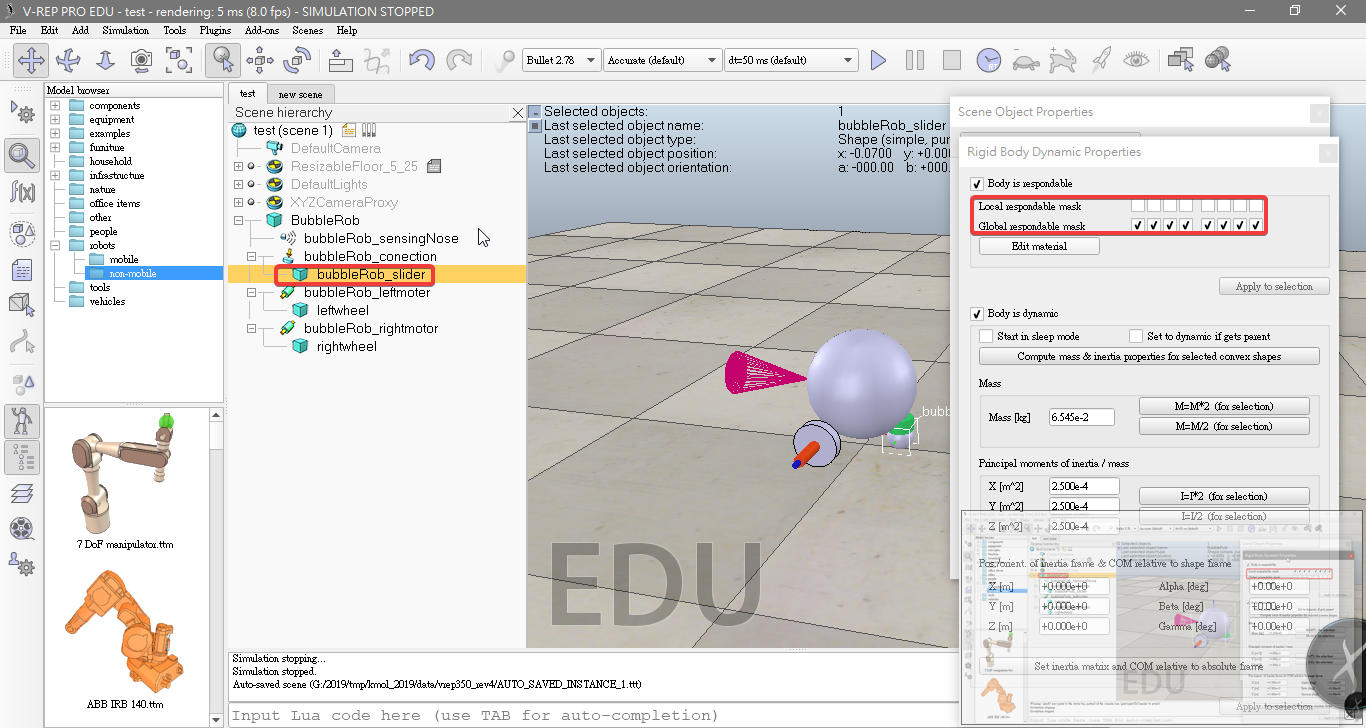 V-REP PRO EDU - test - rendering: 5 ms (8.0 fps) - SIMULATION STOPPED
File Edit Add Simulation Tools Plugins Add-ons Scenes Help
Bullet 2.78 Accurate (default) dt=50 ms (default)
Model browser
components
equipment
examples
furniture
household
infrastructure
nature
office items
other
people
robots
mobile
non-mobile
tools
vehicles
7 DoF manipulator.ttm
ABB IRB 140.ttm
test new scene
Scene hierarchy
test (scene 1)
DefaultCamera
ResizableFloor_5_25
DefaultLights
XYZCameraProxy
BubbleRob
bubbleRob_sensingNose
bubbleRob_conection
bubbleRob_slider
bubbleRob_leftmoter
leftwheel
bubbleRob_rightmotor
rightwheel
Selected objects: 1
Last selected object name: bubbleRob_slider
Last selected object type: Shape (simple, pur
Last selected object position: x: -0.0700 y: +0.000
Last selected object orientation: a: -000.00 b: +000.
bubb
EDU
Scene Object Properties
Rigid Body Dynamic Properties
Body is respondable
Local respondable mask
Global respondable mask
Edit material
Apply to selection
Body is dynamic
Start in sleep mode Set to dynamic if gets parent
Compute mass & inertia properties for selected convex shapes
Mass
Mass [kg] 6.545e-2 M=M*2 (for selection)
M=M/2 (for selection)
Principal moments of inertia / mass
X [m^2] 2.500e-4 I=I*2 (for selection)
Y [m^2] 2.500e-4 I=I/2 (for selection)
Z [m^2] 2.500e-4
Pos./orient. of inertia frame & COM relative to shape frame
X [m] +0.000e+0 Alpha [deg] +0.00e+0
Y [m] +0.000e+0 Beta [deg] +0.00e+0
Z [m] +0.000e+0 Gamma [deg] +0.00e+0
Set inertia matrix and COM relative to absolute frame
Apply to selection
EDU
Simulation stopping...
Simulation stopped.
Auto-saved scene (G:/2019/tmp/kmol_2019/data/vrep350_rev4/AUTO_SAVED_INSTANCE_1.ttt)
Input Lua code here (use TAB for auto-completion)